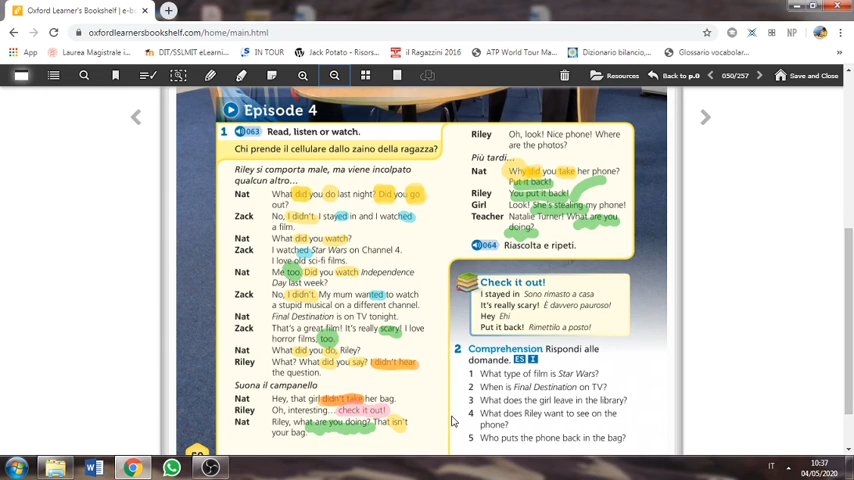 Oxford Learner's Bookshelf | e-bo
oxfordlearnersbookshelf.com/home/main.html
App
Laurea Magistrale i...
DIT/SSLMIT eLearni...
IN TOUR
Jack Potato - Risors...
il Ragazzini 2016
ATP World Tour Ma...
Dizionario bilancio,...
Glossario vocabolar...
NP
Resources
Back to p.0
050/257
Save and Close
Episode 4
1 063 Read, listen or watch.
Chi prende il cellulare dallo zaino della ragazza?
Riley si comporta male, ma viene incolpato
qualcun altro...
Nat What did you do last night? Did you go
out?
Zack No, I didn't. I stayed in and I watched
a film.
Nat What did you watch?
Zack I watched Star Wars on Channel 4.
I love old sci-fi films.
Nat Me too. Did you watch Independence
Day last week?
Zack No, I didn't. My mum wanted to watch
a stupid musical on a different channel.
Nat Final Destination is on TV tonight.
Zack That's a great film! It's really scary! I love
horror films, too.
Nat What did you do, Riley?
Riley What? What did you say? I didn't hear
the question.
Suona il campanello
Nat Hey, that girl didn't take her bag.
Riley Oh, interesting... check it out!
Nat Riley, what are you doing? That isn't
your bag.
Riley Oh, look! Nice phone! Where
are the photos?
Più tardi...
Nat Why did you take her phone?
Put it back!
Riley You put it back!
Girl Look! She's stealing my phone!
Teacher Natalie Turner! What are you
doing?
064 Riascolta e ripeti.
Check it out!
I stayed in Sono rimasto a casa
It's really scary! È davvero pauroso!
Hey Ehi
Put it back! Rimettilo a posto!
2 Comprehension Rispondi alle
domande. ES I
1 What type of film is Star Wars?
2 When is Final Destination on TV?
3 What does the girl leave in the library?
4 What does Riley want to see on the
phone?
5 Who puts the phone back in the bag?
IT
10:37
04/05/2020